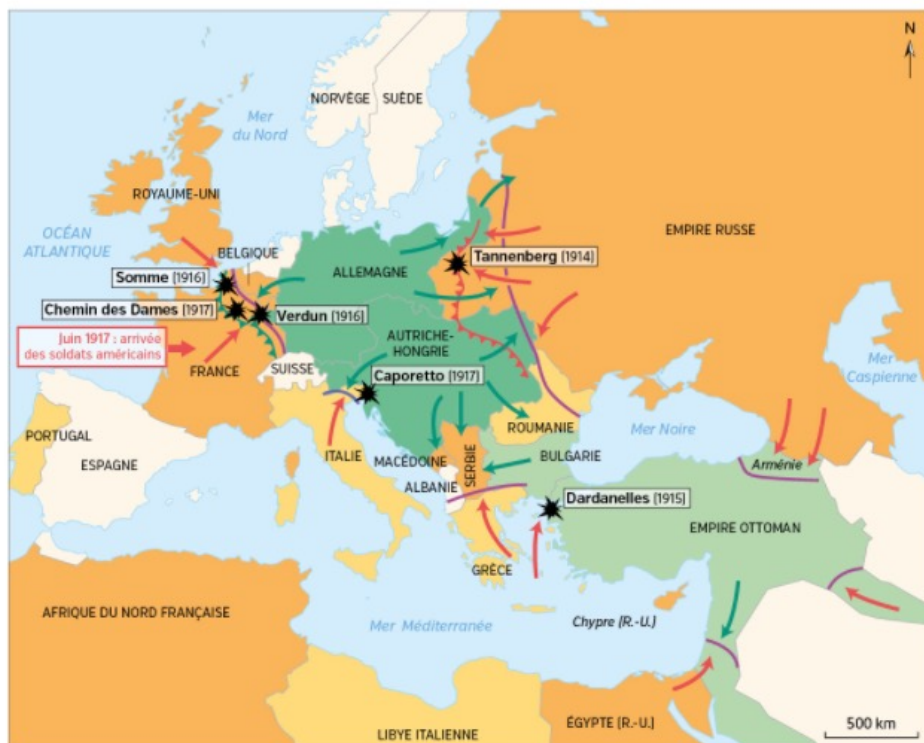 N
NORVÈGE
SUÈDE
Mer
du Nord
ROYAUME-UNI
OCÉAN
ATLANTIQUE
BELGIQUE
EMPIRE RUSSE
Tannenberg (1914)
Somme (1916)
ALLEMAGNE
Chemin des Dames (1917)
Verdun (1916)
Juin 1917 : arrivée
des soldats américains
AUTRICHE-
HONGRIE
FRANCE
SUISSE
Caporetto (1917)
Mer
Caspienne
PORTUGAL
ESPAGNE
ITALIE
ROUMANIE
Mer Noire
MACÉDOINE
SERBIE
BULGARIE
Arménie
ALBANIE
Dardanelles (1915)
EMPIRE OTTOMAN
GRÈCE
AFRIQUE DU NORD FRANÇAISE
Mer Méditerranée
Chypre (R.-U.)
LIBYE ITALIENNE
ÉGYPTE (R.-U.)
500 km